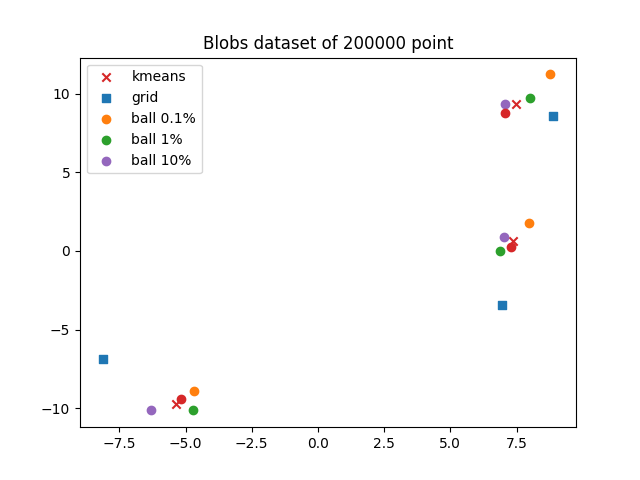 Blobs dataset of 200000 point
kmeans
grid
ball 0.1%
ball 1%
ball 10%
10
5
0
−5
−10
−7.5 −5.0 −2.5 0.0 2.5 5.0 7.5